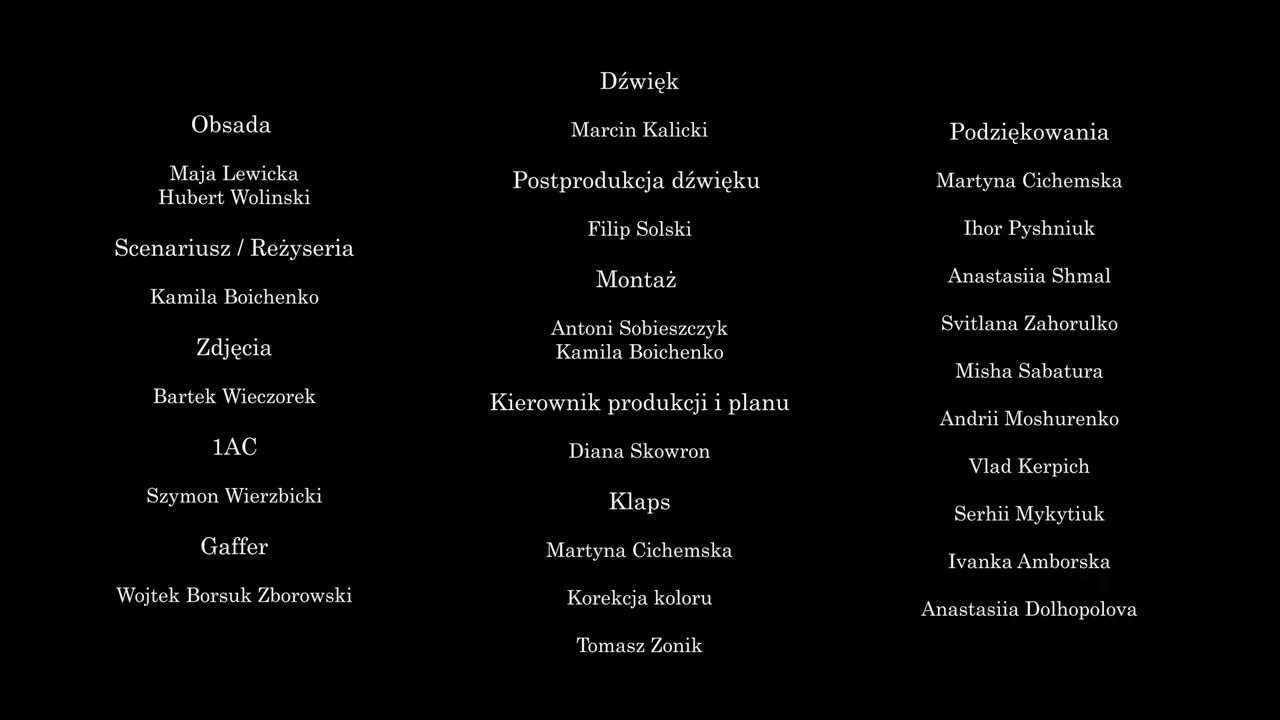 Obsada
Maja Lewicka
Hubert Wolinski
Scenariusz / Reżyseria
Kamila Boichenko
Zdjęcia
Bartek Wieczorek
1AC
Szymon Wierzbicki
Gaffer
Wojtek Borsuk Zborowski
Dźwięk
Marcin Kalicki
Postprodukcja dźwięku
Filip Solski
Montaż
Antoni Sobieszczyk
Kamila Boichenko
Kierownik produkcji i planu
Diana Skowron
Klaps
Martyna Cichemska
Korekcja koloru
Tomasz Zonik
Podziękowania
Martyna Cichemska
Ihor Pyshniuk
Anastasiia Shmal
Svitlana Zahorulko
Misha Sabatura
Andrii Moshurenko
Vlad Kerpich
Serhii Mykytiuk
Ivanka Amborska
Anastasiia Dolhopolova